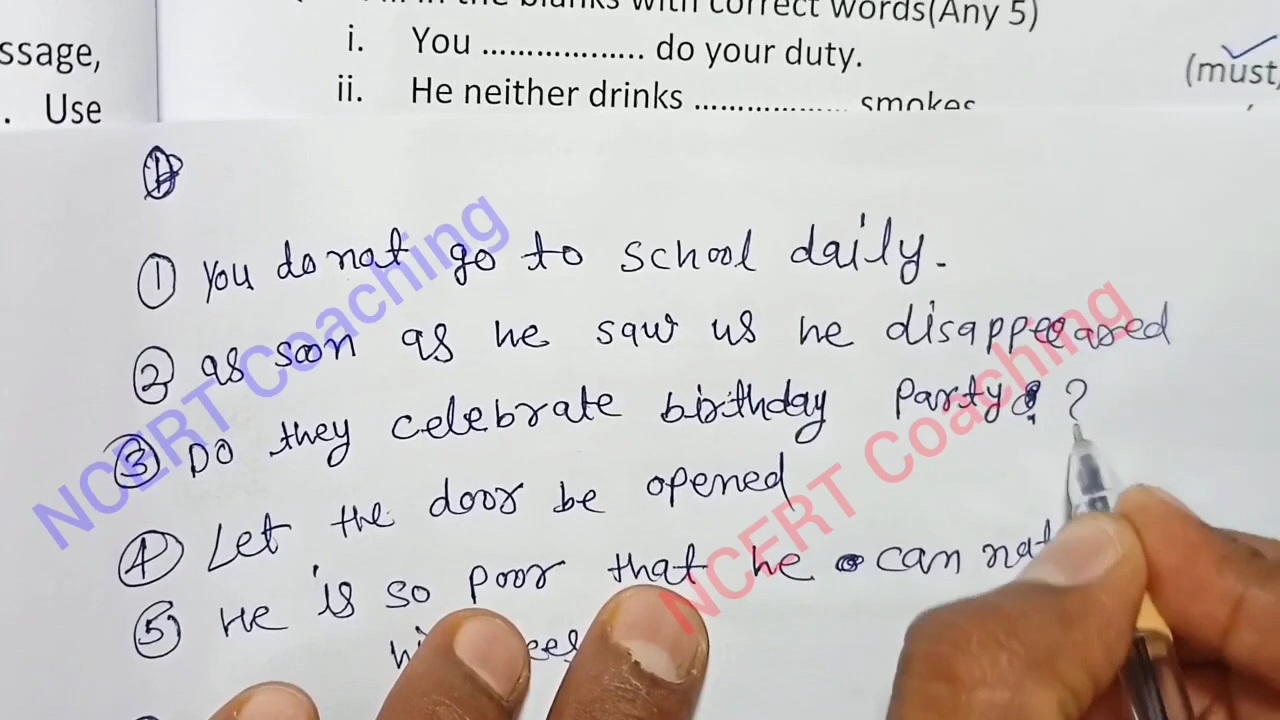 in the blanks with correct words(Any 5)
ssage,
i. You .................. do your duty.
(must,
. Use
ii. He neither drinks .................. smokes
① You do not go to school daily.
② as soon as he saw us he disappeared
③ Do they celebrate birthday Party ?
④ Let the door be opened
⑤ He is so poor that he can not
NCERT Coaching
NCERT Coaching